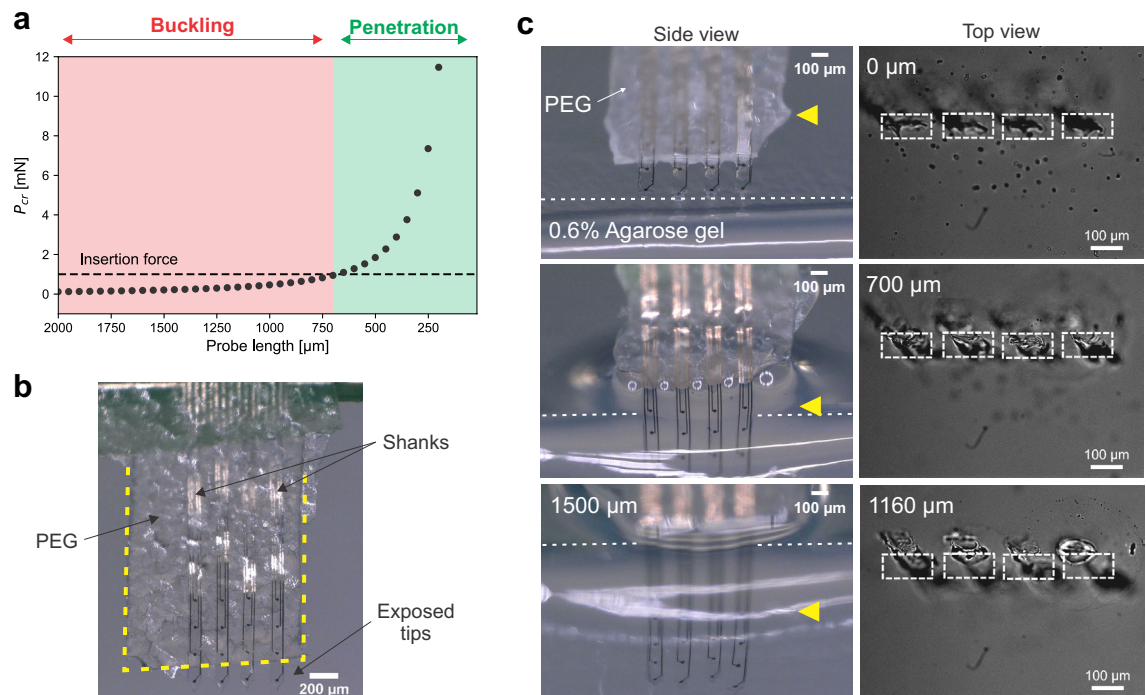 a
Buckling
Penetration
12
10
8
6
4
2
0
P_cr [mN]
Insertion force
2000 1750 1500 1250 1000 750 500 250
Probe length [µm]
b
Shanks
PEG
Exposed
tips
200 µm
c
Side view
Top view
100 µm
PEG
0.6% Agarose gel
0 µm
100 µm
100 µm
700 µm
100 µm
1500 µm
100 µm
1160 µm
100 µm